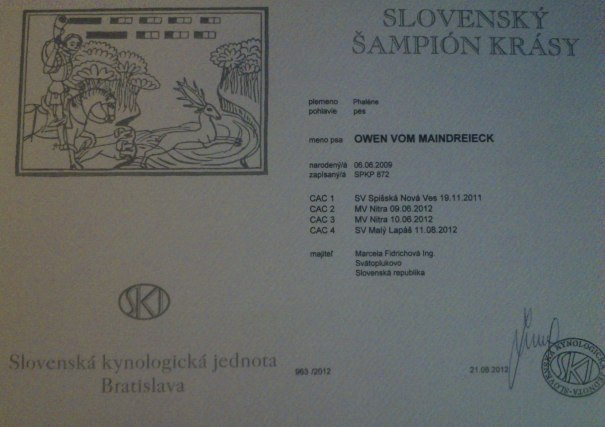 SLOVENSKÝ
ŠAMPIÓN KRÁSY
plemeno Phaléne
pohlavie pes
meno psa OWEN VOM MAINDREIECK
narodený/á 06.06.2009
zapísaný/á SPKP 872
CAC 1 SV Spišská Nová Ves 19.11.2011
CAC 2 MV Nitra 09.06.2012
CAC 3 MV Nitra 10.06.2012
CAC 4 SV Malý Lapáš 11.08.2012
majiteľ Marcela Fidrichová Ing.
Svätoplukovo
Slovenská republika
SKJ
Slovenská kynologická jednota
Bratislava
963 /2012
21.08.2012
SKJ